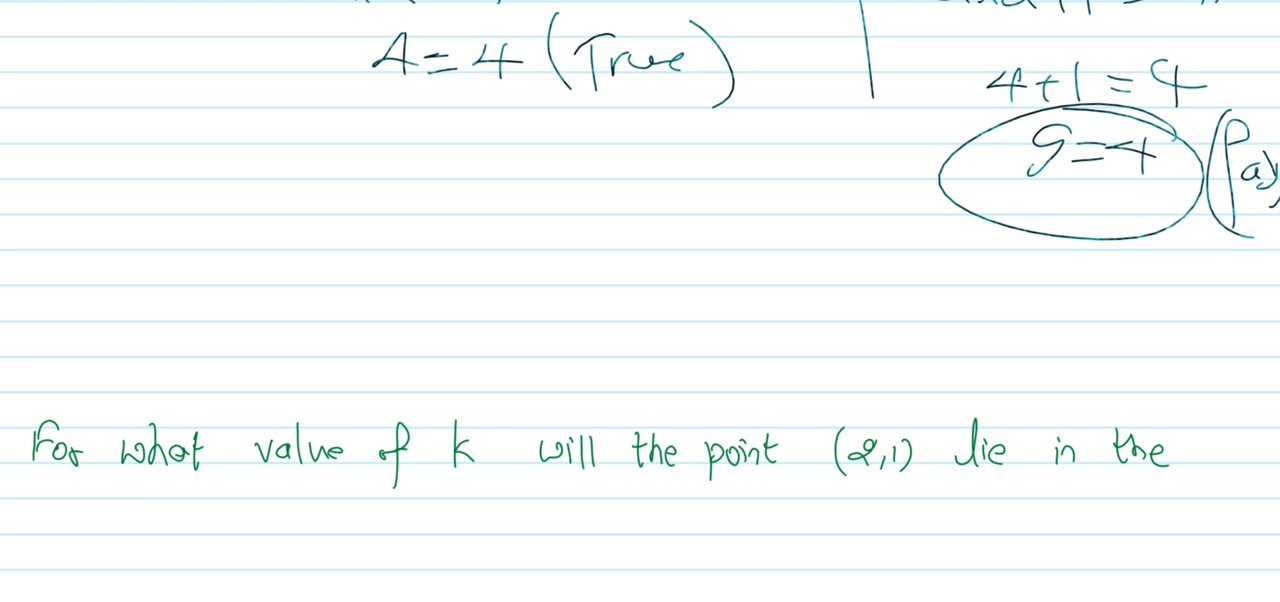 4=4 (True)
4+1=4
5=4
For what value of k will the point (2,1) lie in the